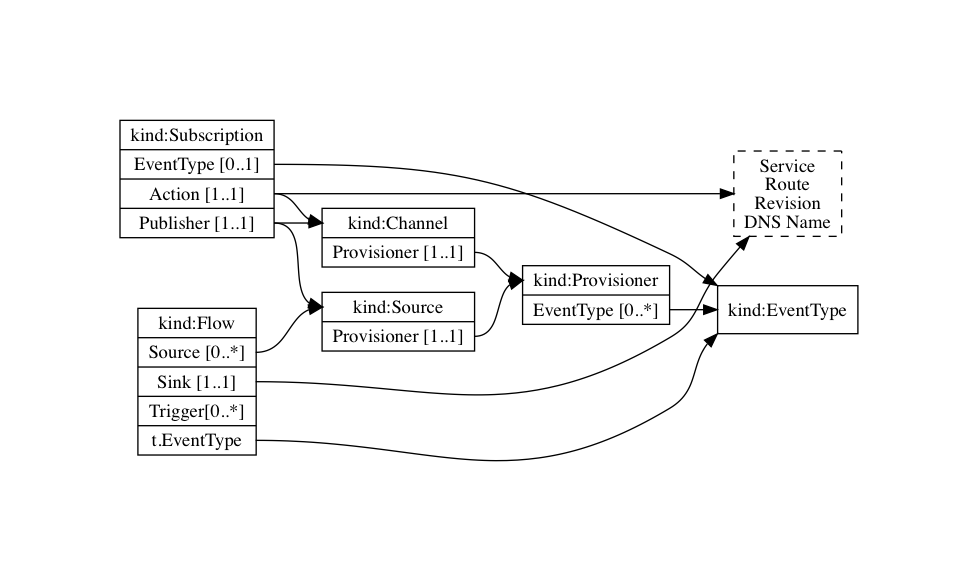 kind:Subscription
EventType [0..1]
Action [1..1]
Publisher [1..1]
kind:Flow
Source [0..*]
Sink [1..1]
Trigger[0..*]
t.EventType
kind:Channel
Provisioner [1..1]
kind:Source
Provisioner [1..1]
kind:Provisioner
EventType [0..*]
Service
Route
Revision
DNS Name
kind:EventType